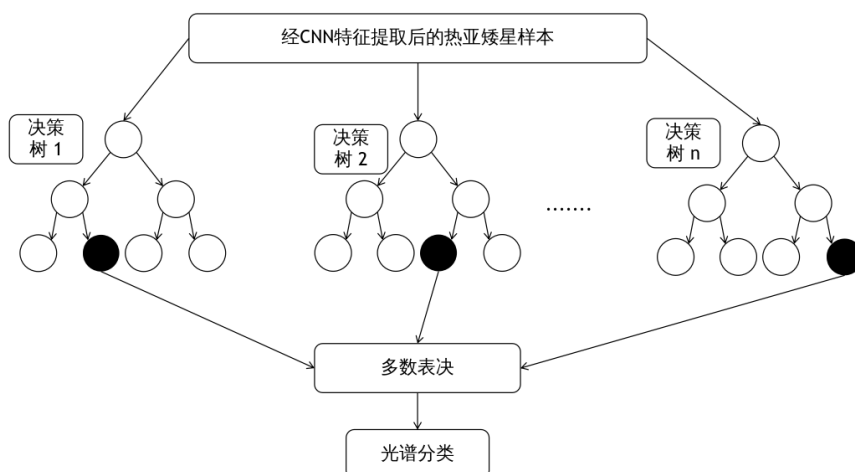 经CNN特征提取后的热亚矮星样本
决策
树 1
决策
树 2
决策
树 n
.......
多数表决
光谱分类